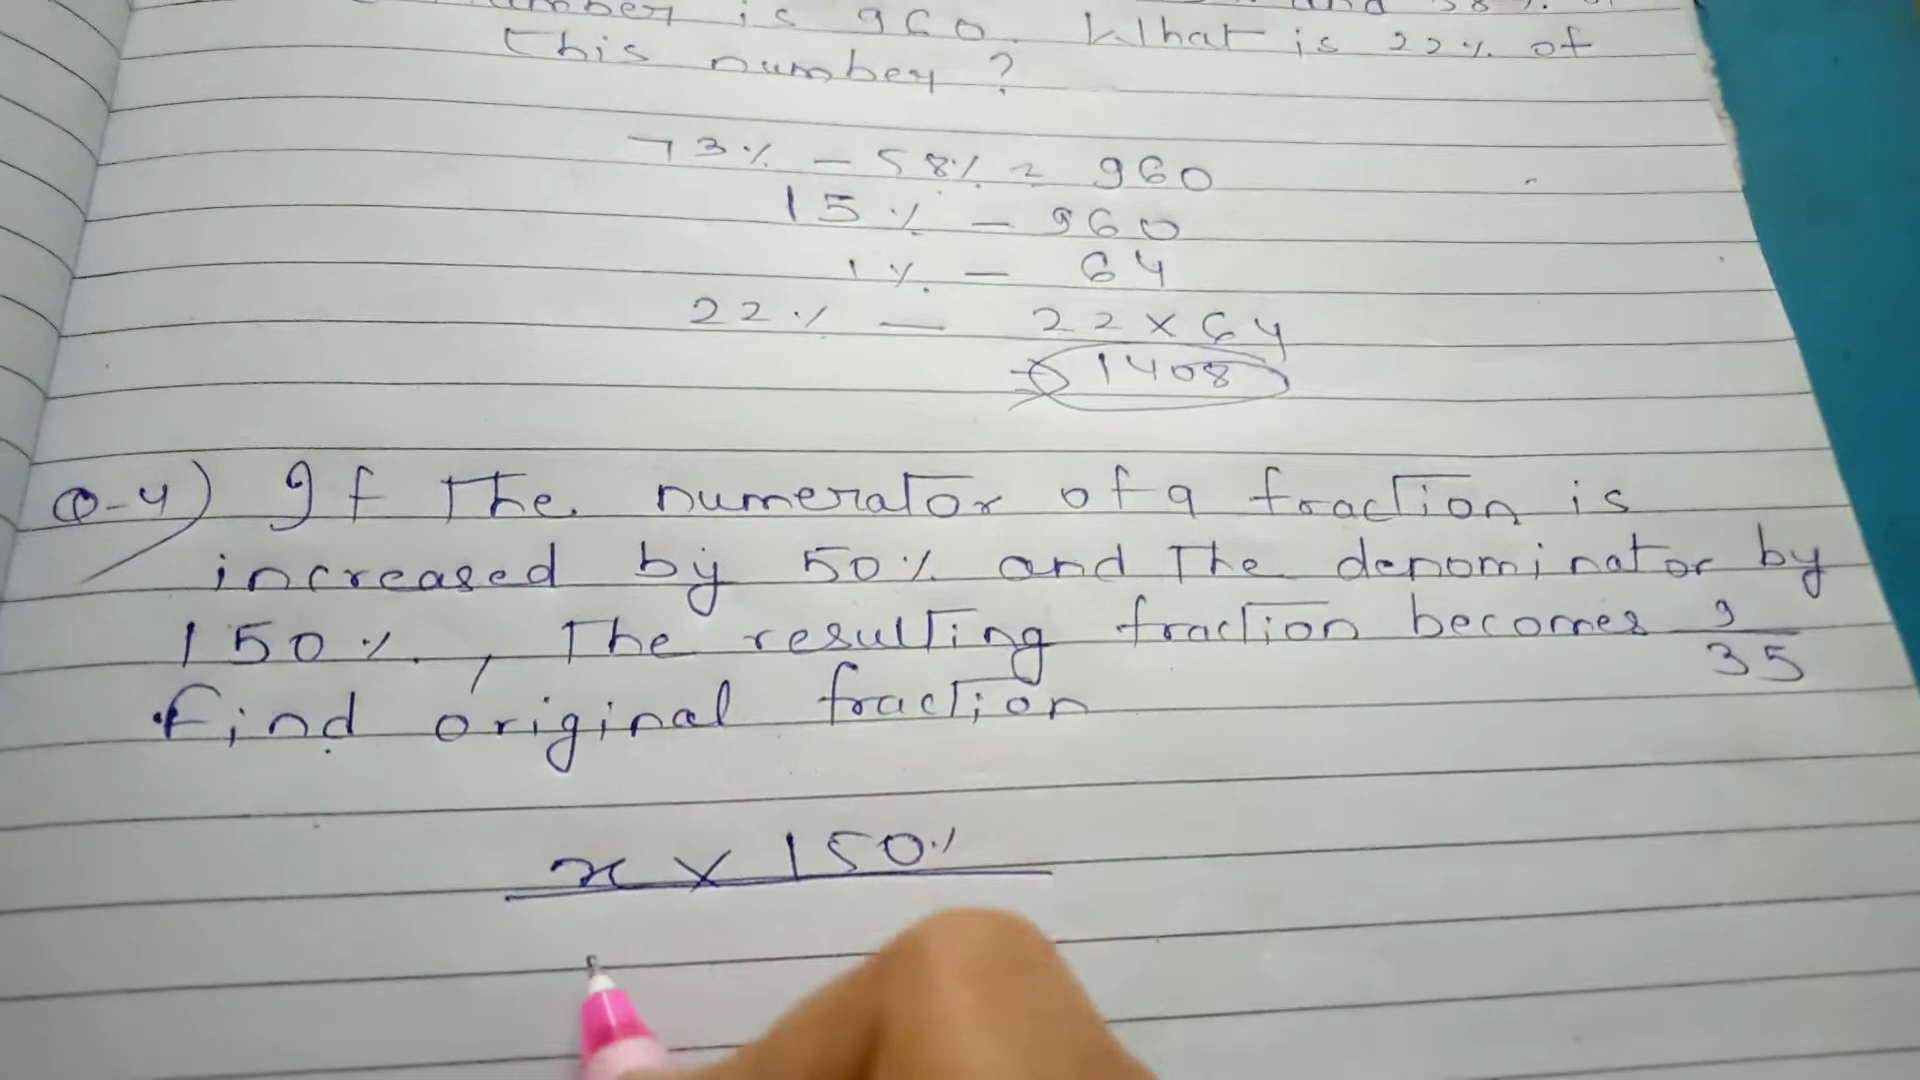 is 960. What is 22% of
this number?
73% - 58% = 960
15% - 960
1% - 64
22% - 22 x 64
1408
Q-4) If The numerator of a fraction is
increased by 50% and The denominator by
150%, The resulting fraction becomes 9/35
find original fraction
x x 150%